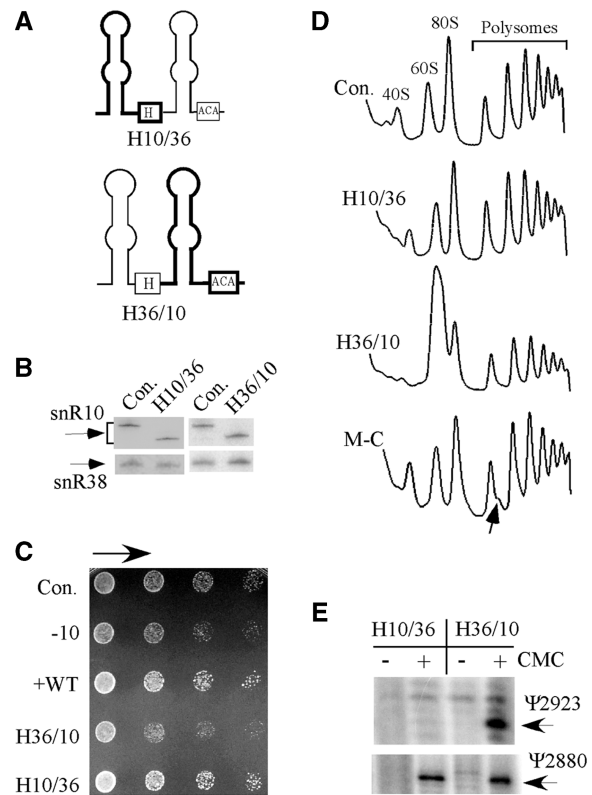 A
H
ACA
H10/36
H
ACA
H36/10
B
Con.
H10/36
Con.
H36/10
snR10
snR38
C
Con.
-10
+WT
H36/10
H10/36
D
Polysomes
80S
60S
40S
Con.
H10/36
H36/10
M-C
E
H10/36 H36/10
- + - + CMC
Ψ2923
Ψ2880